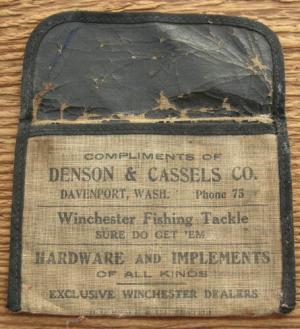 COMPLIMENTS OF
DENSON & CASSELS CO.
DAVENPORT, WASH. Phone 75
Winchester Fishing Tackle
SURE DO GET 'EM
HARDWARE AND IMPLEMENTS
OF ALL KINDS
EXCLUSIVE WINCHESTER DEALERS